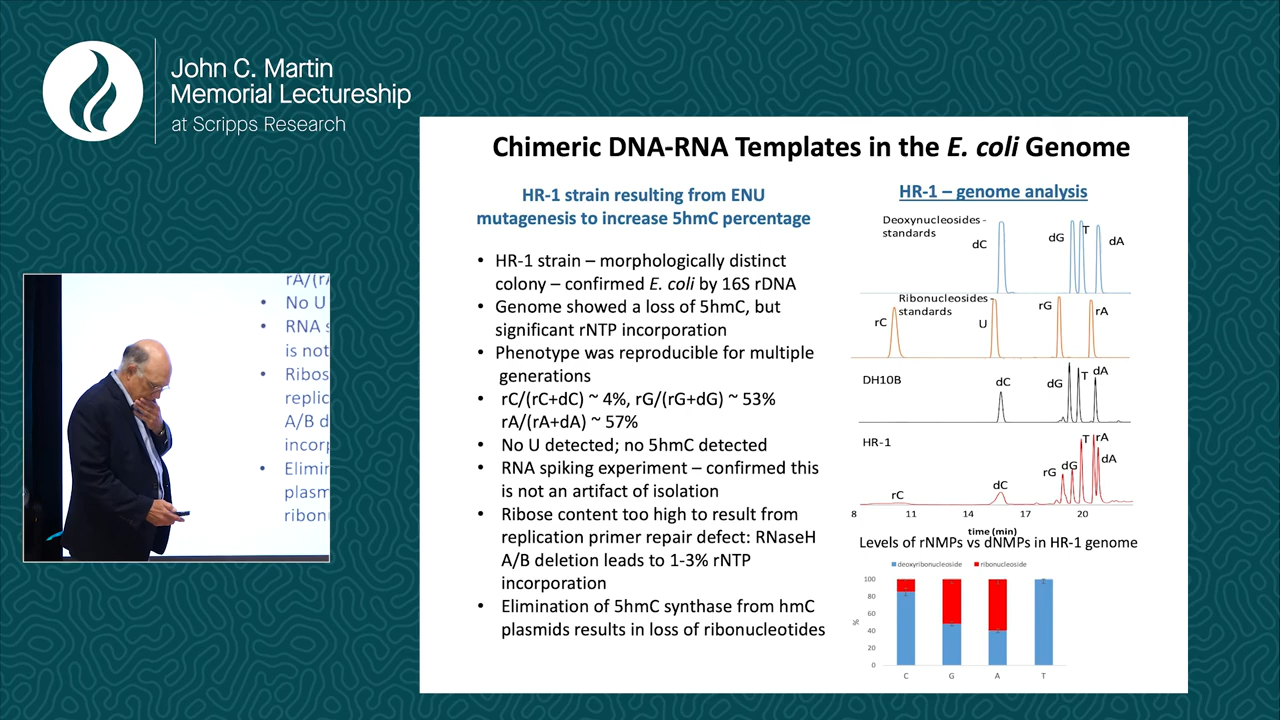 John C. Martin
Memorial Lectureship
at Scripps Research
Chimeric DNA-RNA Templates in the E. coli Genome
HR-1 strain resulting from ENU
mutagenesis to increase 5hmC percentage
• HR-1 strain – morphologically distinct
colony – confirmed E. coli by 16S rDNA
• Genome showed a loss of 5hmC, but
significant rNTP incorporation
• Phenotype was reproducible for multiple
generations
• rC/(rC+dC) ~ 4%, rG/(rG+dG) ~ 53%
rA/(rA+dA) ~ 57%
• No U detected; no 5hmC detected
• RNA spiking experiment – confirmed this
is not an artifact of isolation
• Ribose content too high to result from
replication primer repair defect: RNaseH
A/B deletion leads to 1-3% rNTP
incorporation
• Elimination of 5hmC synthase from hmC
plasmids results in loss of ribonucleotides
HR-1 – genome analysis
Deoxynucleosides -
standards
dC
dG
T
dA
Ribonucleosides -
standards
rC
U
rG
rA
DH10B
dC
dG
T
dA
HR-1
rC
dC
rG
dG
T
rA
dA
8 11 14 17 20
time (min)
Levels of rNMPs vs dNMPs in HR-1 genome
deoxyribonucleoside ribonucleoside
%
100
80
60
40
20
0
C G A T
rA/(r
• No U
• RNA
is not
• Ribos
replic
A/B d
incorp
• Elimin
plasm
ribon